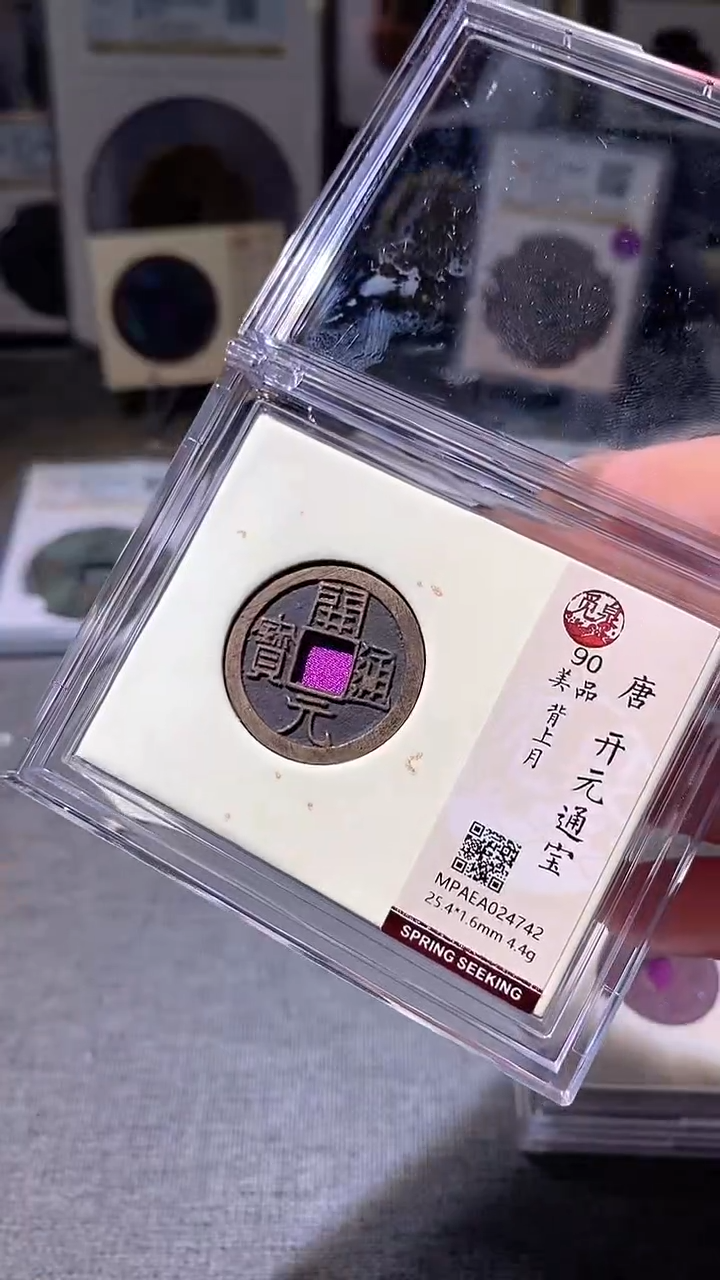 開元通寶
觅泉
90
美品
背上月
唐
开元通宝
MPAEA024742
25.4*1.6mm 4.4g
SPRING SEEKING